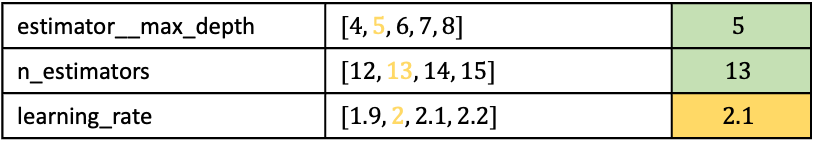 estimator__max_depth [4, 5, 6, 7, 8] 5
n_estimators [12, 13, 14, 15] 13
learning_rate [1.9, 2, 2.1, 2.2] 2.1